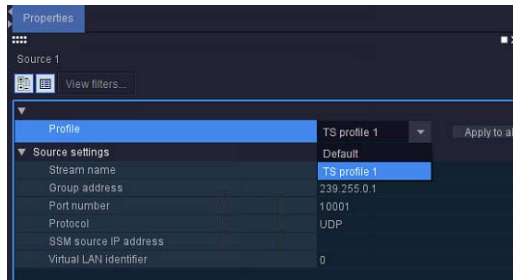 Properties
Source 1
View filters...
Profile TS profile 1 Apply to al
Source settings Default
Stream name TS profile 1
Group address 239.255.0.1
Port number 10001
Protocol UDP
SSM source IP address
Virtual LAN identifier 0